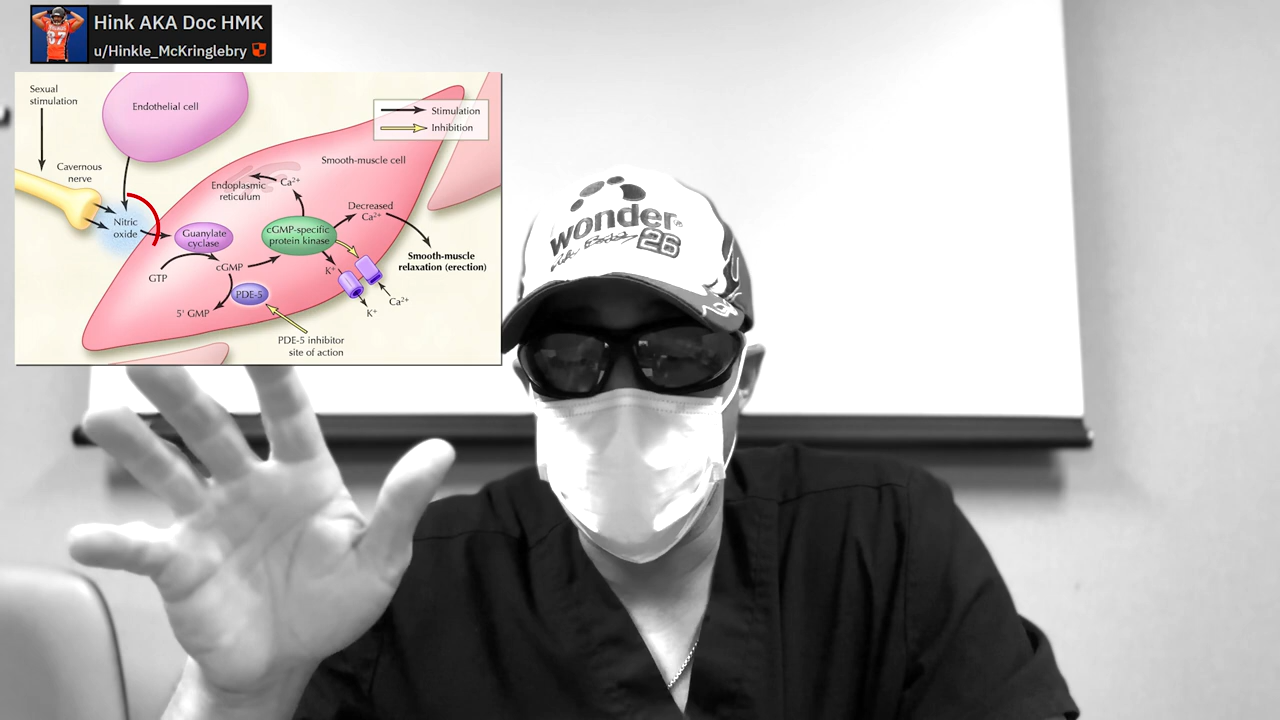 Hink AKA Doc HMK
u/Hinkle_McKringlebry
Sexual
stimulation
Endothelial cell
Stimulation
Inhibition
Cavernous
nerve
Smooth-muscle cell
Endoplasmic
reticulum
Ca²⁺
Nitric
oxide
Guanylate
cyclase
cGMP-specific
protein kinase
Decreased
Ca²⁺
Smooth-muscle
relaxation (erection)
GTP
cGMP
K⁺
PDE-5
5' GMP
Ca²⁺
K⁺
PDE-5 inhibitor
site of action
wonder
26